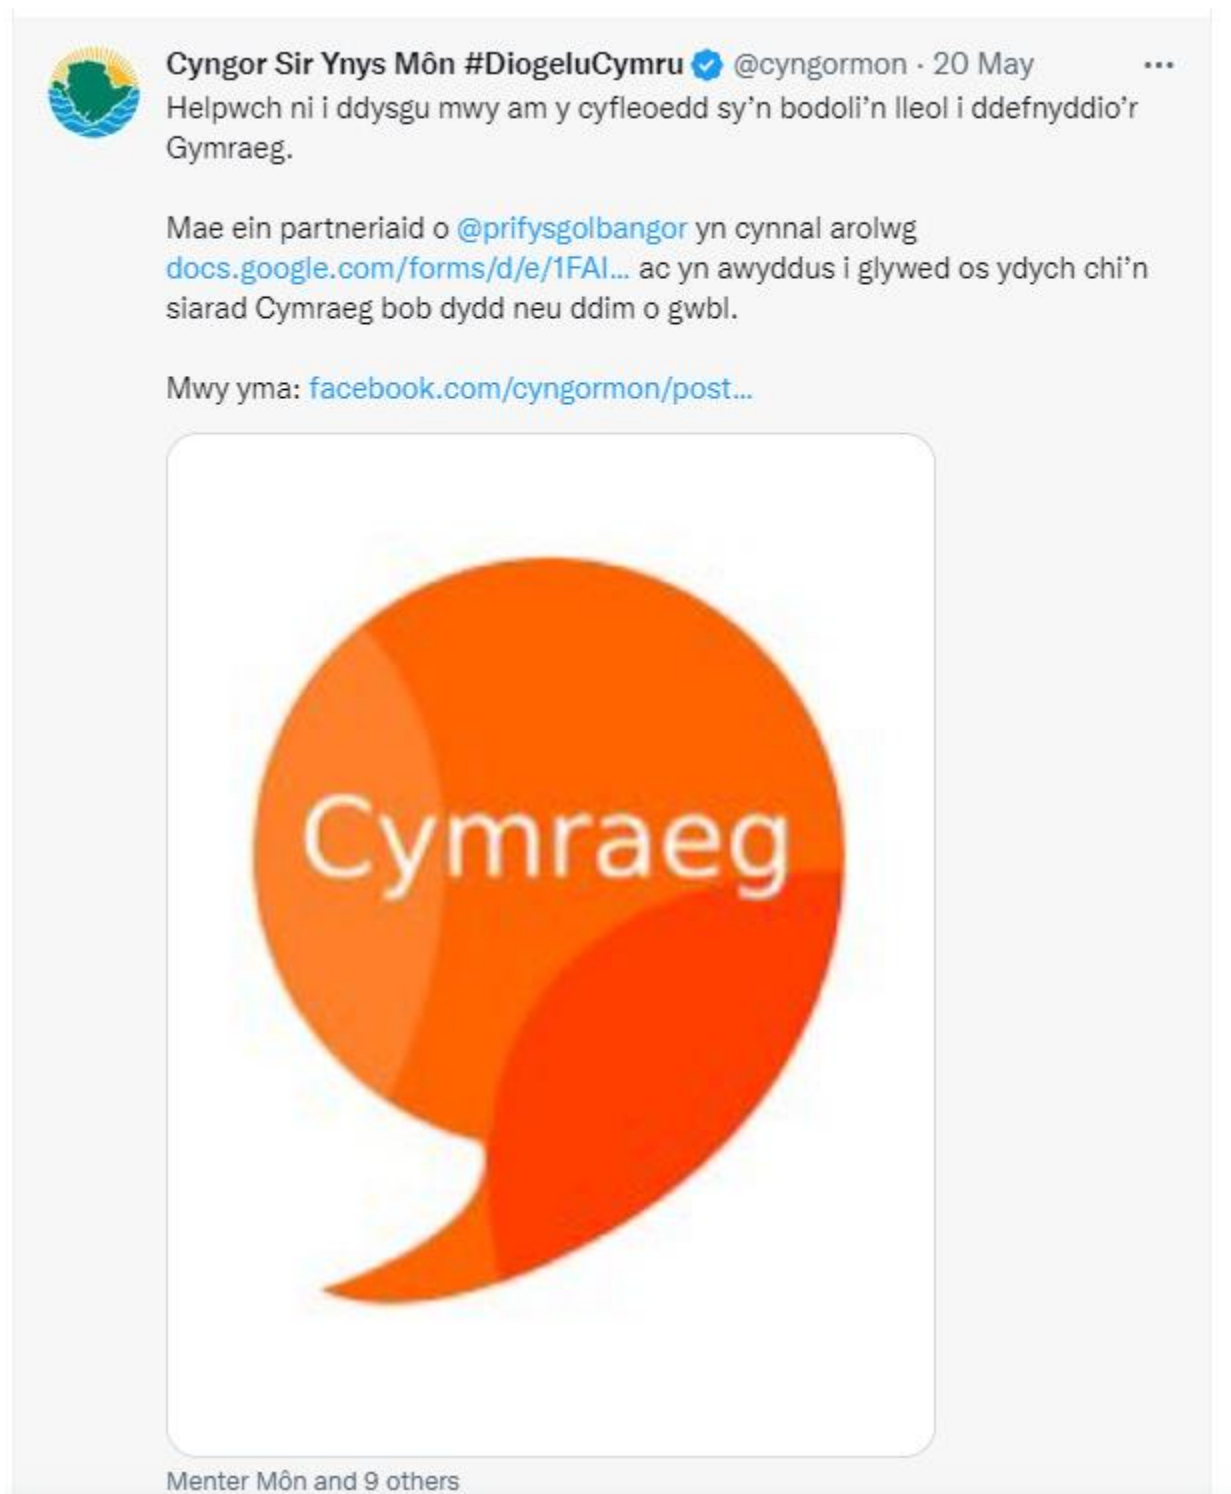 Cyngor Sir Ynys Môn #DiogeluCymru @cyngormon · 20 May
Helpwch ni i ddysgu mwy am y cyfleoedd sy’n bodoli’n lleol i ddefnyddio’r
Gymraeg.
Mae ein partneriaid o @prifysgolbangor yn cynnal arolwg
docs.google.com/forms/d/e/1FAI… ac yn awyddus i glywed os ydych chi’n
siarad Cymraeg bob dydd neu ddim o gwbl.
Mwy yma: facebook.com/cyngormon/post…
Cymraeg
Menter Môn and 9 others